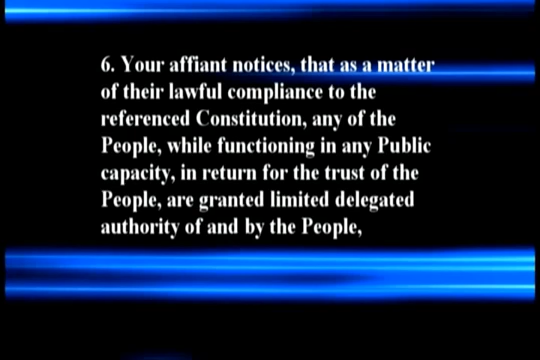 6. Your affiant notices, that as a matter
of their lawful compliance to the
referenced Constitution, any of the
People, while functioning in any Public
capacity, in return for the trust of the
People, are granted limited delegated
authority of and by the People,